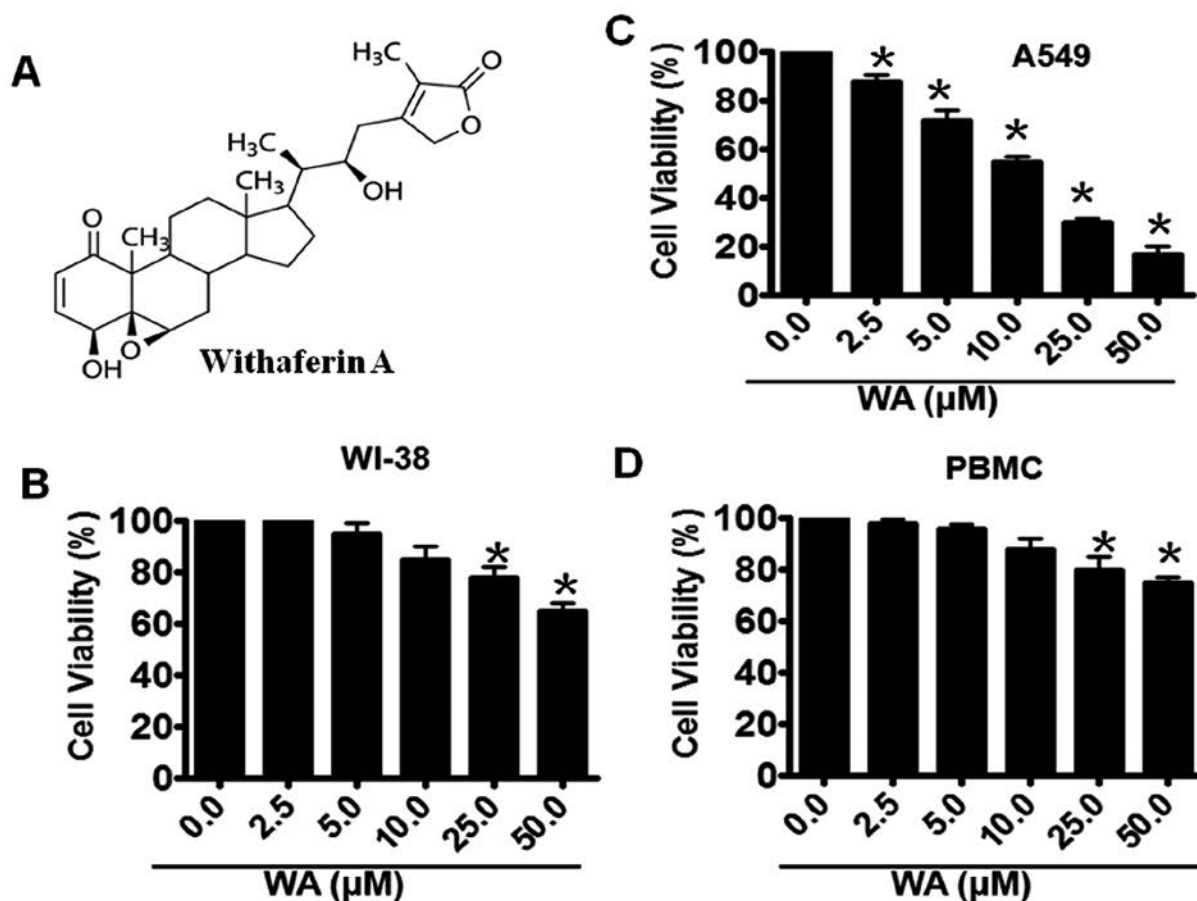 A
H₃C
O
O
H₃C
CH₃
OH
O
CH₃
O
OH
Withaferin A
C
A549
Cell Viability (%)
100
80
60
40
20
0
* * * * *
0.0 2.5 5.0 10.0 25.0 50.0
WA (µM)
B
WI-38
Cell Viability (%)
100
80
60
40
20
0
* *
0.0 2.5 5.0 10.0 25.0 50.0
WA (µM)
D
PBMC
Cell Viability (%)
100
80
60
40
20
0
* *
0.0 2.5 5.0 10.0 25.0 50.0
WA (µM)